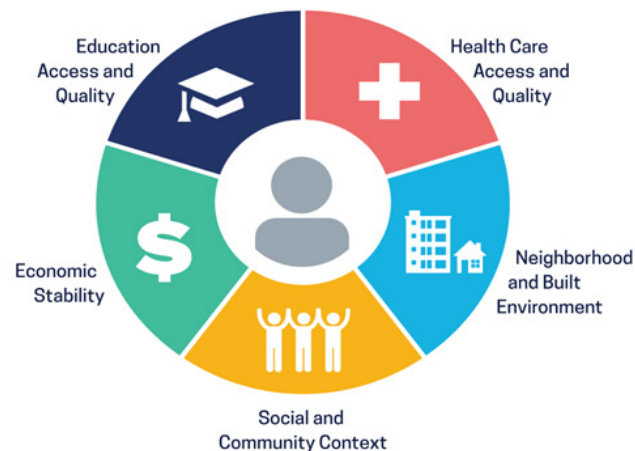 Education
Access and
Quality
Health Care
Access and
Quality
Economic
Stability
$
Neighborhood
and Built
Environment
Social and
Community Context